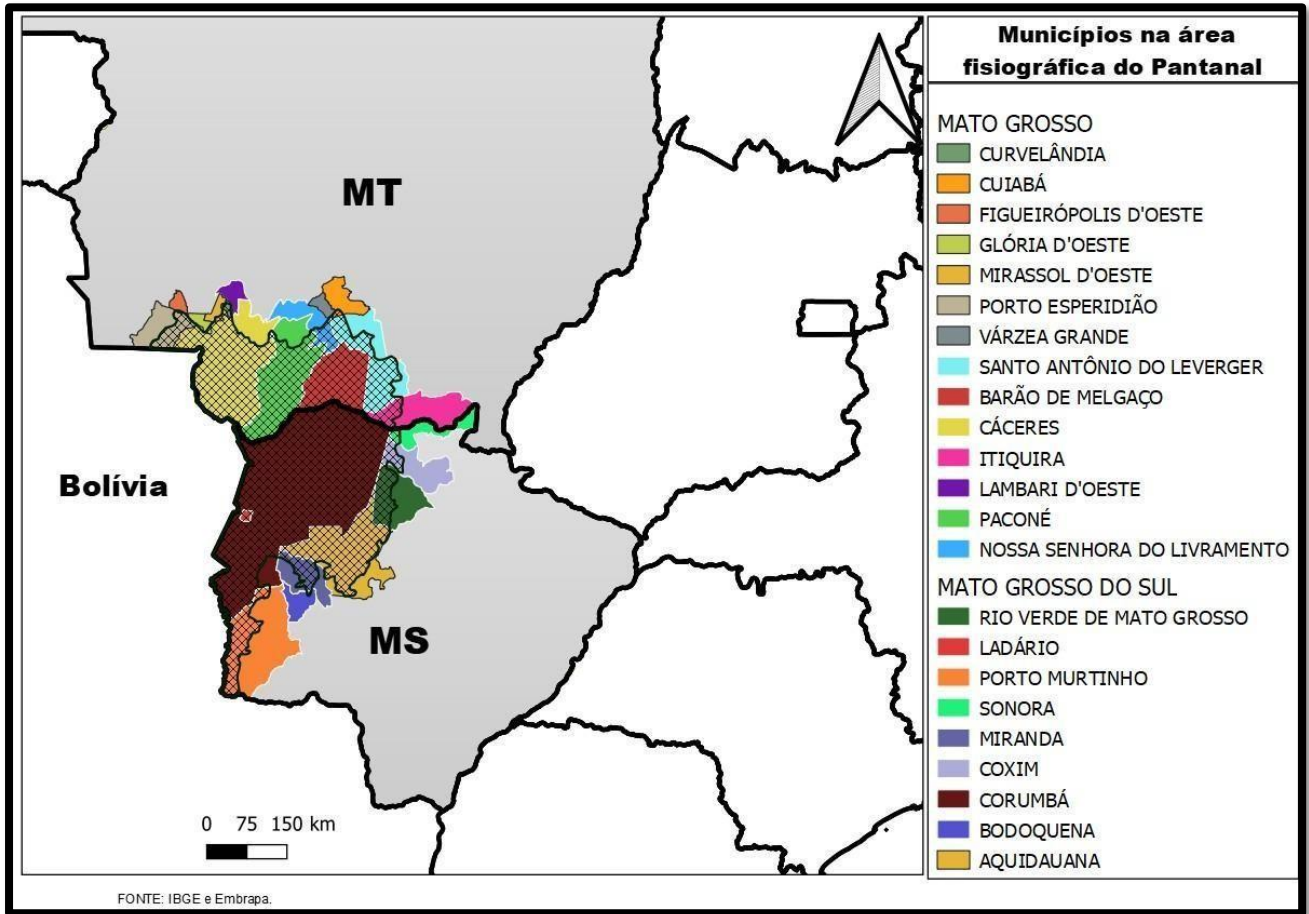 Municípios na área
fisiográfica do Pantanal
MATO GROSSO
CURVELÂNDIA
CUIABÁ
FIGUEIRÓPOLIS D'OESTE
GLÓRIA D'OESTE
MIRASSOL D'OESTE
PORTO ESPERIDIÃO
VÁRZEA GRANDE
SANTO ANTÔNIO DO LEVERGER
BARÃO DE MELGAÇO
CÁCERES
ITIQUIRA
LAMBARI D'OESTE
PACONÉ
NOSSA SENHORA DO LIVRAMENTO
MATO GROSSO DO SUL
RIO VERDE DE MATO GROSSO
LADÁRIO
PORTO MURTINHO
SONORA
MIRANDA
COXIM
CORUMBÁ
BODOQUENA
AQUIDAUANA
MT
Bolívia
MS
0 75 150 km
FONTE: IBGE e Embrapa.